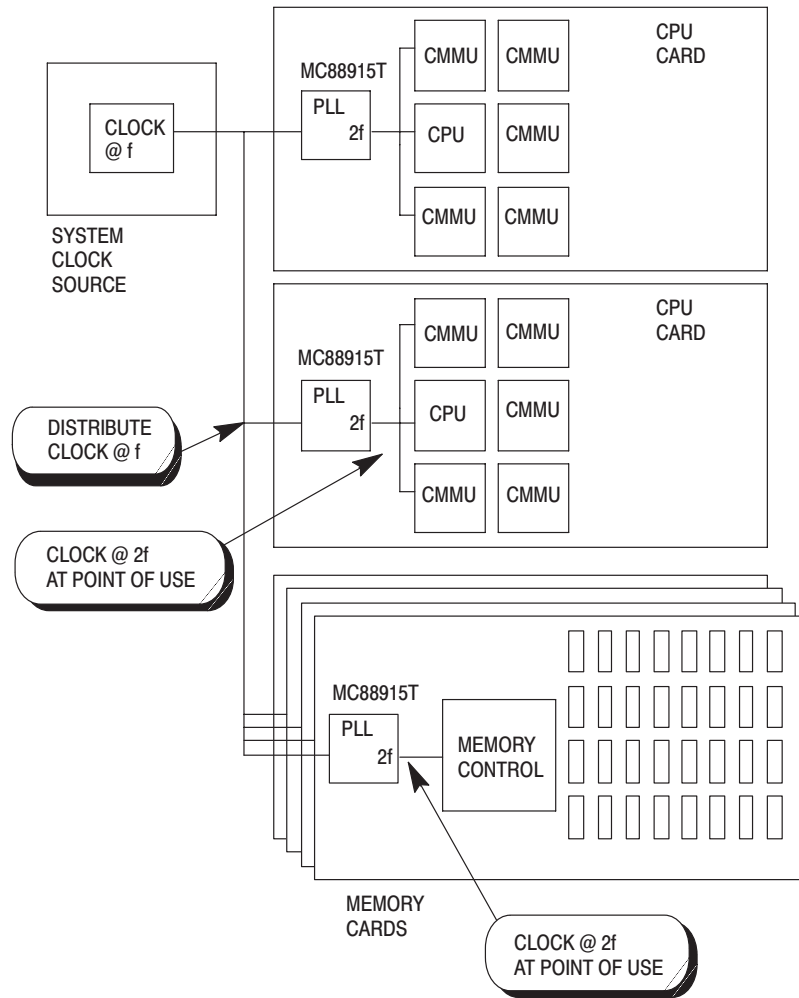 CPU
CARD
CMMU CMMU
MC88915T
PLL
2f
CPU CMMU
CMMU CMMU
CLOCK
@ f
SYSTEM
CLOCK
SOURCE
CPU
CARD
CMMU CMMU
MC88915T
PLL
2f
CPU CMMU
CMMU CMMU
DISTRIBUTE
CLOCK @ f
CLOCK @ 2f
AT POINT OF USE
MC88915T
PLL
2f
MEMORY
CONTROL
MEMORY
CARDS
CLOCK @ 2f
AT POINT OF USE